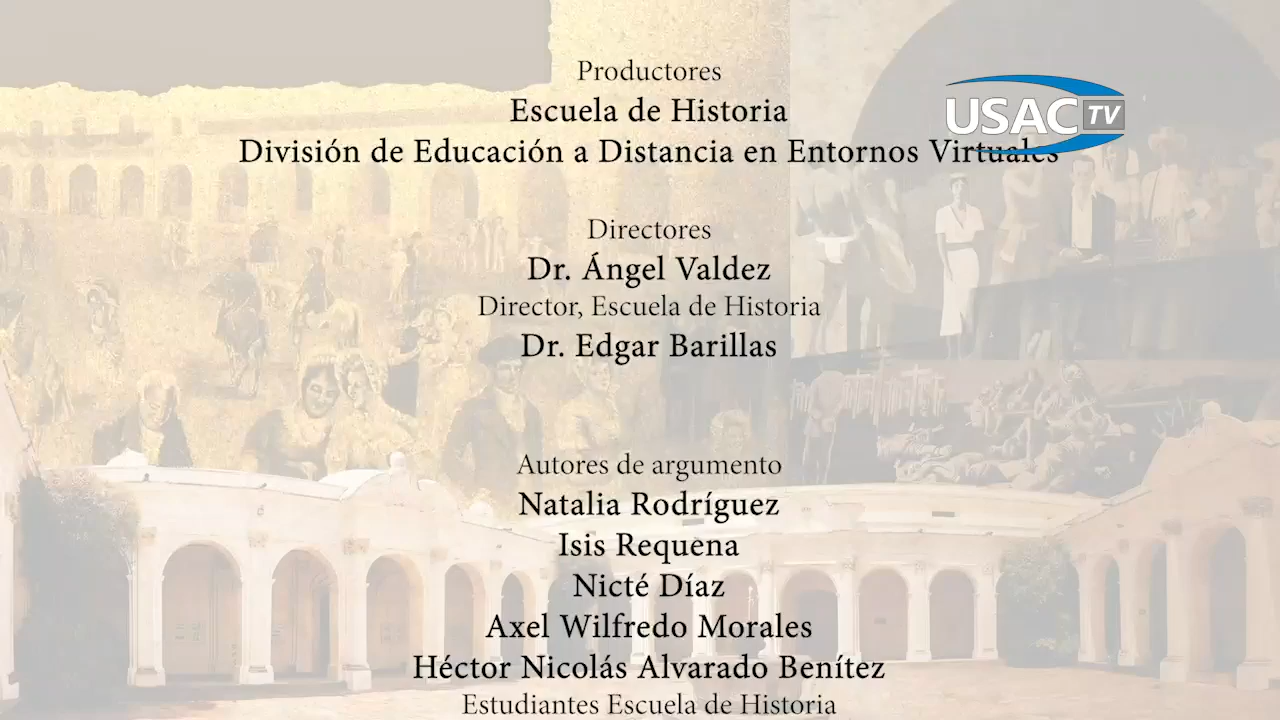 Productores
Escuela de Historia
División de Educación a Distancia en Entornos Virtuales
USAC TV
Directores
Dr. Ángel Valdez
Director, Escuela de Historia
Dr. Edgar Barillas
Autores de argumento
Natalia Rodríguez
Isis Requena
Nicté Díaz
Axel Wilfredo Morales
Héctor Nicolás Alvarado Benítez
Estudiantes Escuela de Historia